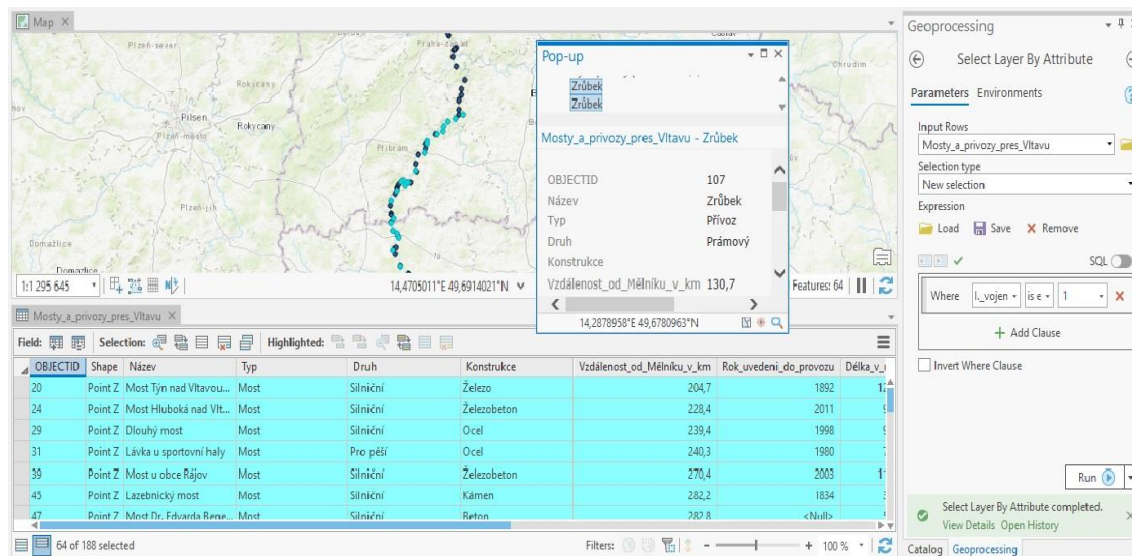 Map
Plzeň-sever
Praha-západ
Chrudim
Pilsen
Plzeň-město
Rokycany
Příbram
Plzeň-jih
Domažlice
Domazlice
1:1 295 645
14,4705011°E 49,6914021°N
Features: 64
Pop-up
Zrůbek
Zrůbek
Mosty_a_privozy_pres_Vltavu - Zrůbek
OBJECTID 107
Název Zrůbek
Typ Přívoz
Druh Prámový
Konstrukce
Vzdálenost_od_Mělníku_v_km 130,7
14,2878958°E 49,6780963°N
Mosty_a_privozy_pres_Vltavu
Field: Selection: Highlighted:
OBJECTID Shape Název Typ Druh Konstrukce Vzdálenost_od_Mělníku_v_km Rok_uvedeni_do_provozu
20 Point Z Most Týn nad Vltavou... Most Silniční Železo 204,7 1892
24 Point Z Most Hluboká nad Vlt... Most Silniční Železobeton 228,4 2011
29 Point Z Dlouhý most Most Silniční Ocel 239,4 1998
31 Point Z Lávka u sportovní haly Most Pro pěší Ocel 240,3 1980
39 Point Z Most u obce Rájov Most Silniční Železobeton 270,4 2003
45 Point Z Lazebnický most Most Silniční Kámen 282,2 1834
47 Point Z Most Dr. Edvarda Bene... Most Silniční Beton 282,8 <Null>
64 of 188 selected
Filters:
100 %
Geoprocessing
Select Layer By Attribute
Parameters Environments
Input Rows
Mosty_a_privozy_pres_Vltavu
Selection type
New selection
Expression
Load Save Remove
SQL
Where I._vojen is e 1
Add Clause
Invert Where Clause
Run
Select Layer By Attribute completed.
View Details Open History
Catalog Geoprocessing